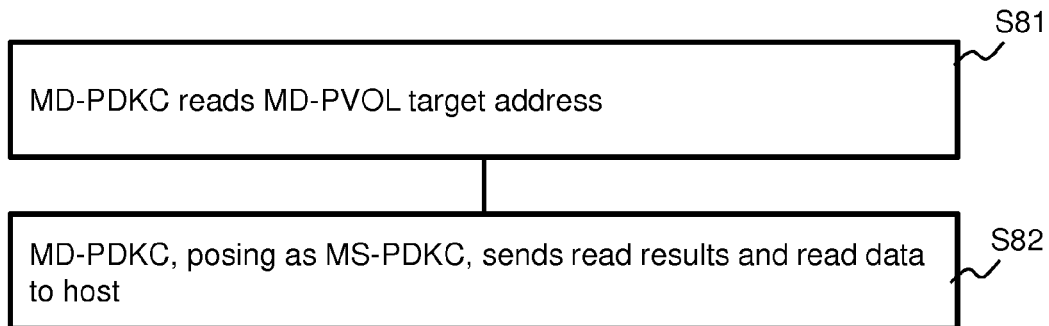 S81
MD-PDKC reads MD-PVOL target address
S82
MD-PDKC, posing as MS-PDKC, sends read results and read data
to host